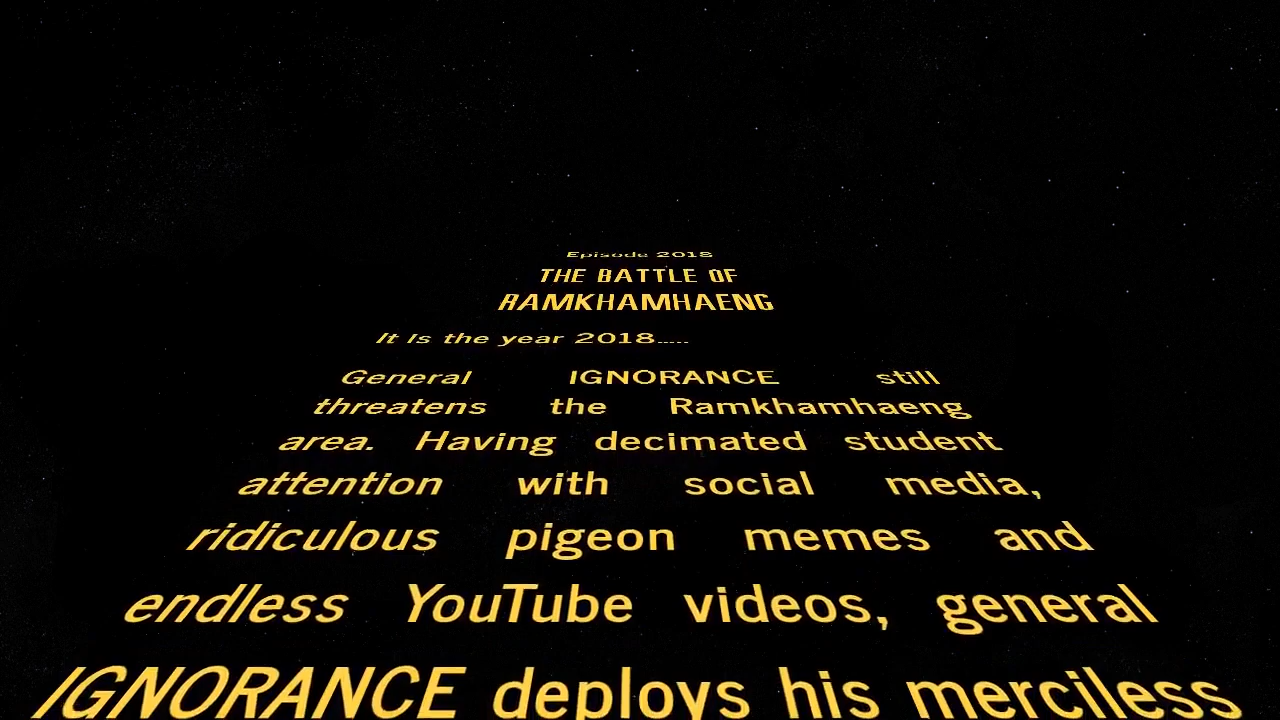 Episode 2018
THE BATTLE OF
RAMKHAMHAENG
It is the year 2018.....
General IGNORANCE still
threatens the Ramkhamhaeng
area. Having decimated student
attention with social media,
ridiculous pigeon memes and
endless YouTube videos, general
IGNORANCE deploys his merciless